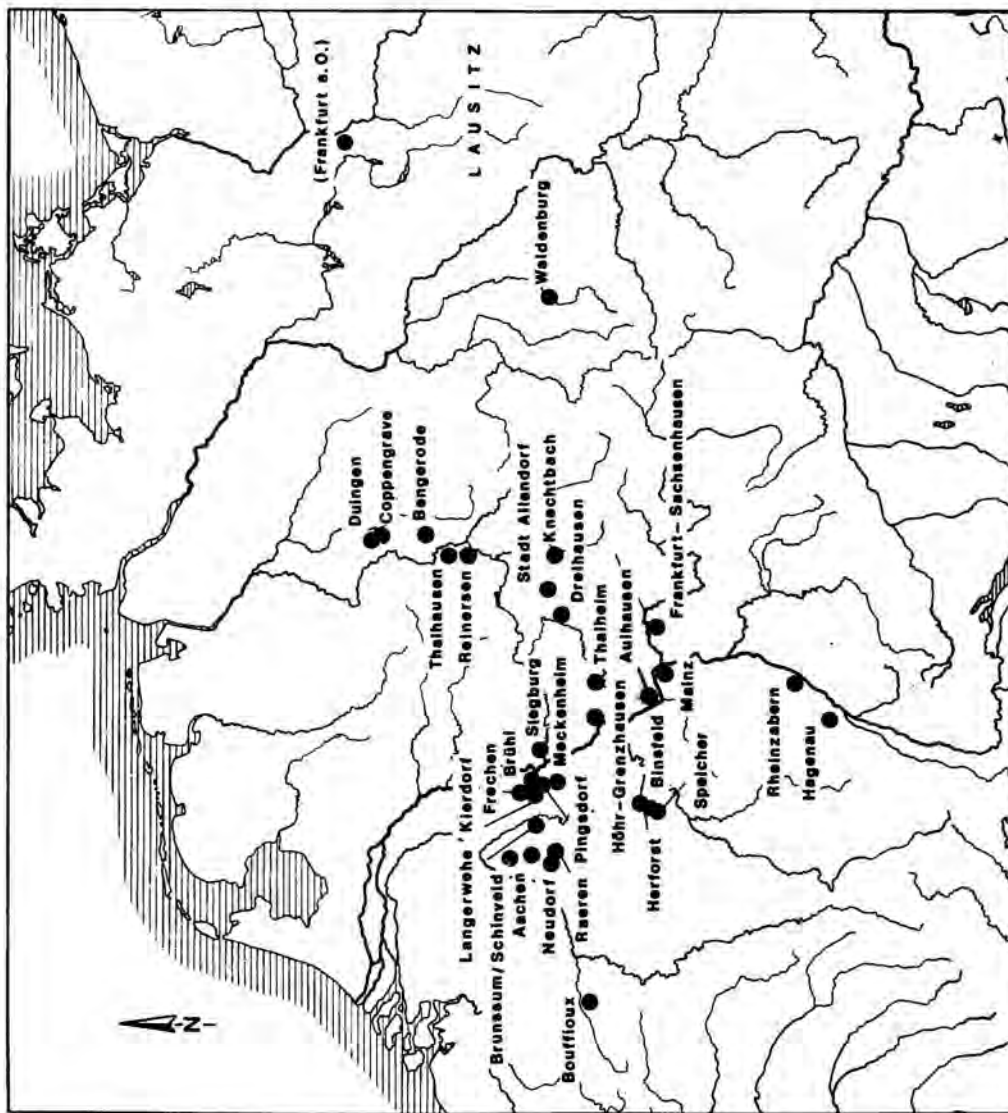 (Frankfurt a.O.)
LAUSITZ
Waldenburg
Duingen
Coppengrave
Bengerode
Thalhausen
Reinersen
Stadt Allendorf
Knechtbach
Dreihausen
Frankfurt-Sachsenhausen
Aulhausen
Thalheim
Siegburg
Meckenheim
Mainz
Brühl
Frechen
Kierdorf
Langerwehe
Pingsdorf
Höhr-Grenzhausen
Binsfeld
Speicher
Herforst
Rheinzabern
Hagenau
Brunssum/Schinveld
Aachen
Neudorf
Raeren
Bouffioux
-N-